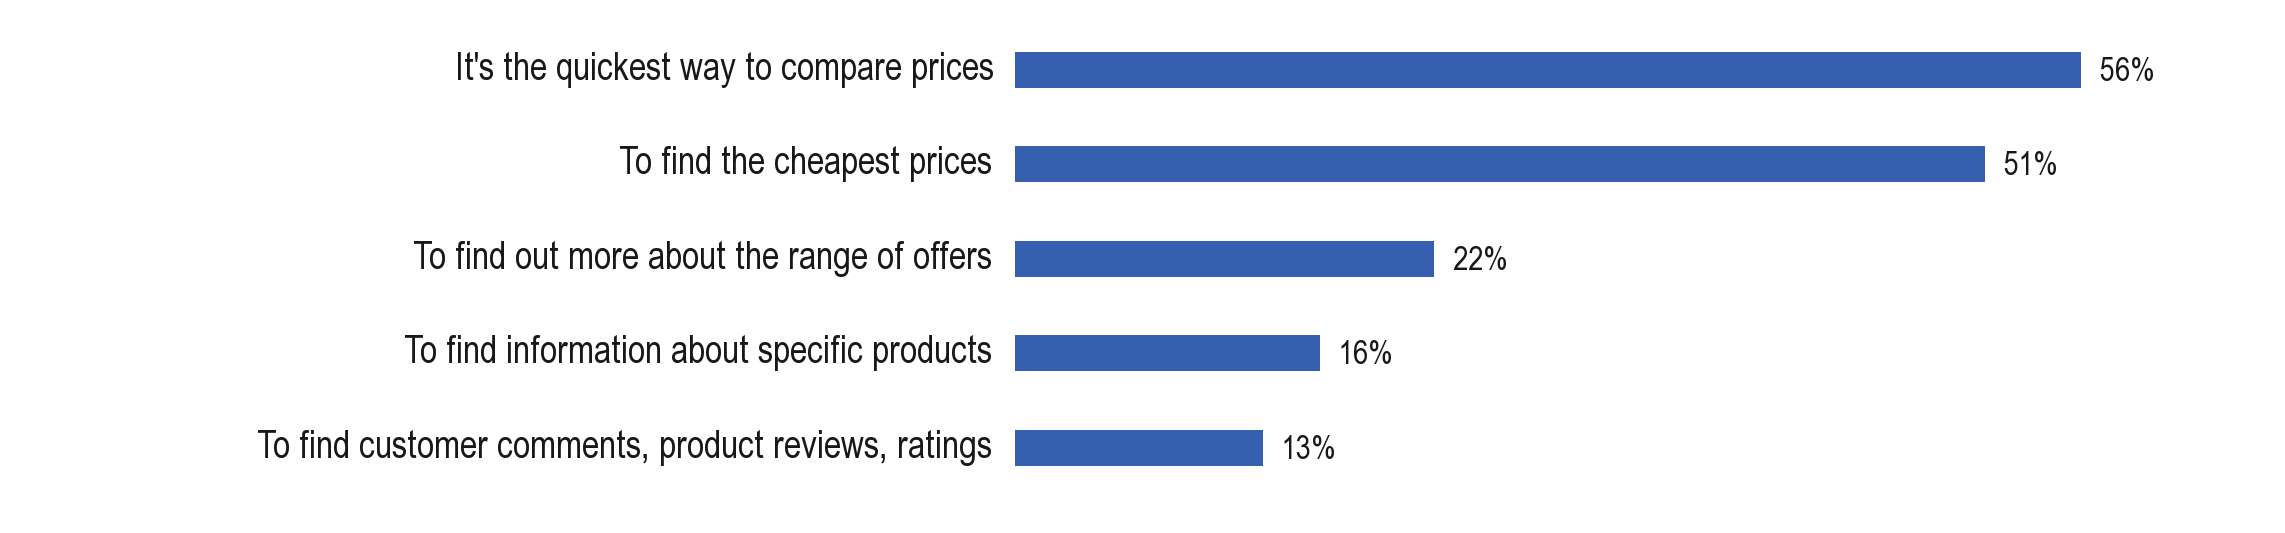 It's the quickest way to compare prices 56%
To find the cheapest prices 51%
To find out more about the range of offers 22%
To find information about specific products 16%
To find customer comments, product reviews, ratings 13%